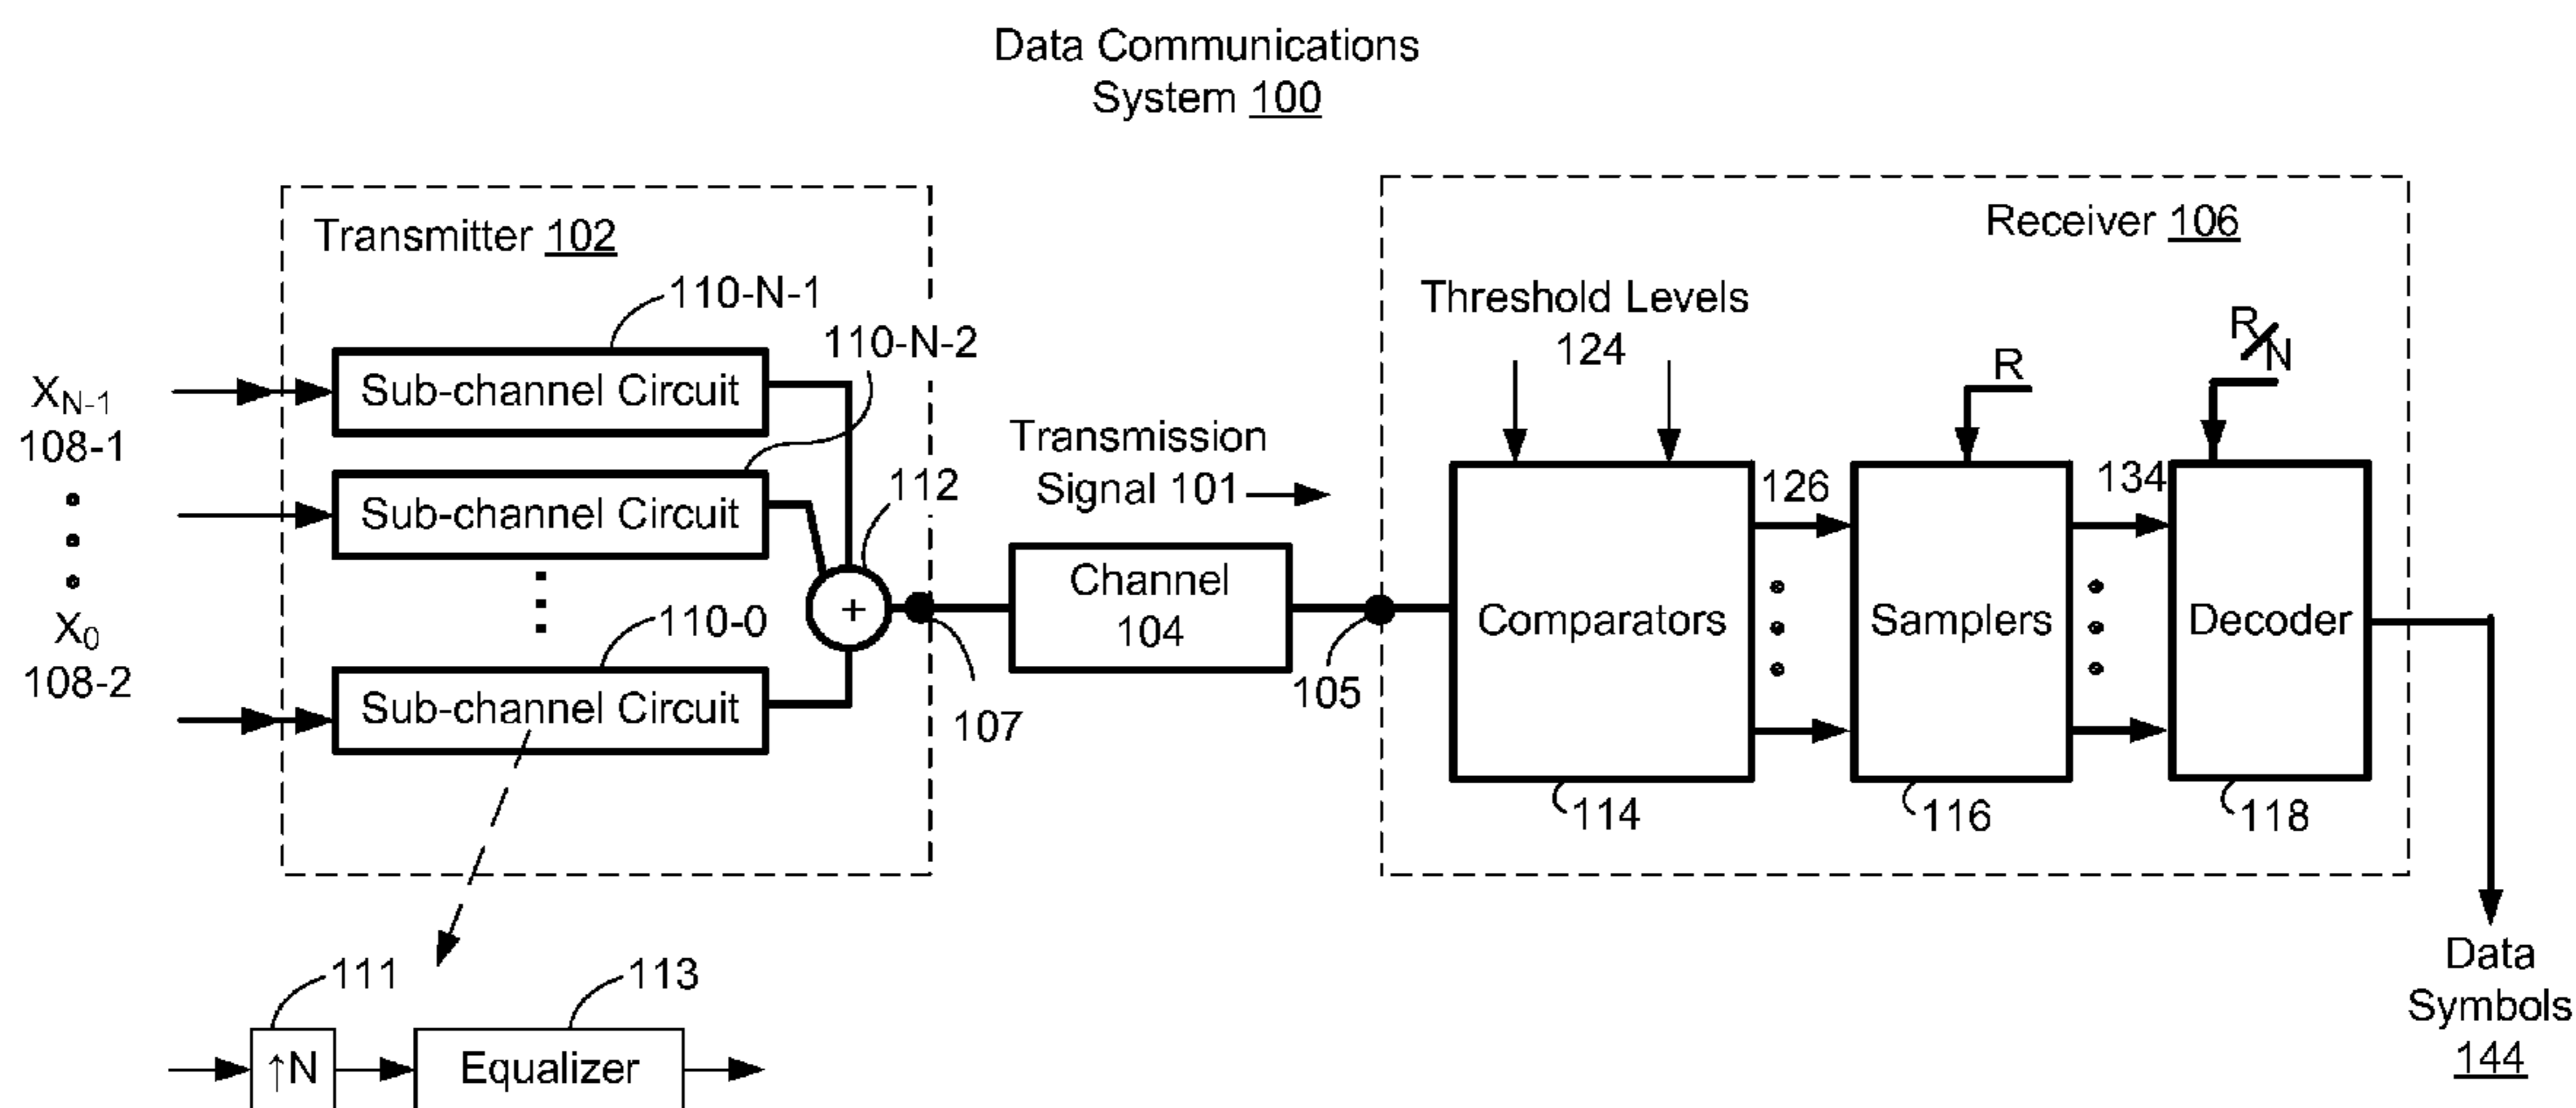 Data Communications
System 100
Transmitter 102
Receiver 106
110-N-1
110-N-2
Threshold Levels
124
R
R/N
X_{N-1}
108-1
Sub-channel Circuit
Transmission
Signal 101
112
126
134
Sub-channel Circuit
+
Channel
104
Comparators
Samplers
Decoder
X_0
108-2
110-0
Sub-channel Circuit
107
105
114
116
118
111
113
↑N
Equalizer
Data
Symbols
144